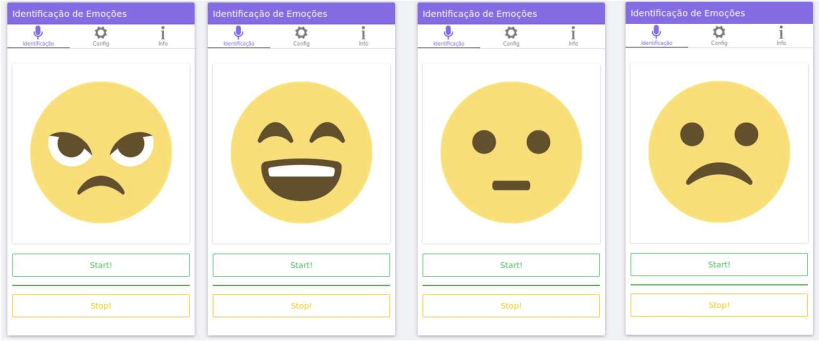 Identificação de Emoções
Identificação Config Info
Start!
Stop!
Identificação de Emoções
Identificação Config Info
Start!
Stop!
Identificação de Emoções
Identificação Config Info
Start!
Stop!
Identificação de Emoções
Identificação Config Info
Start!
Stop!